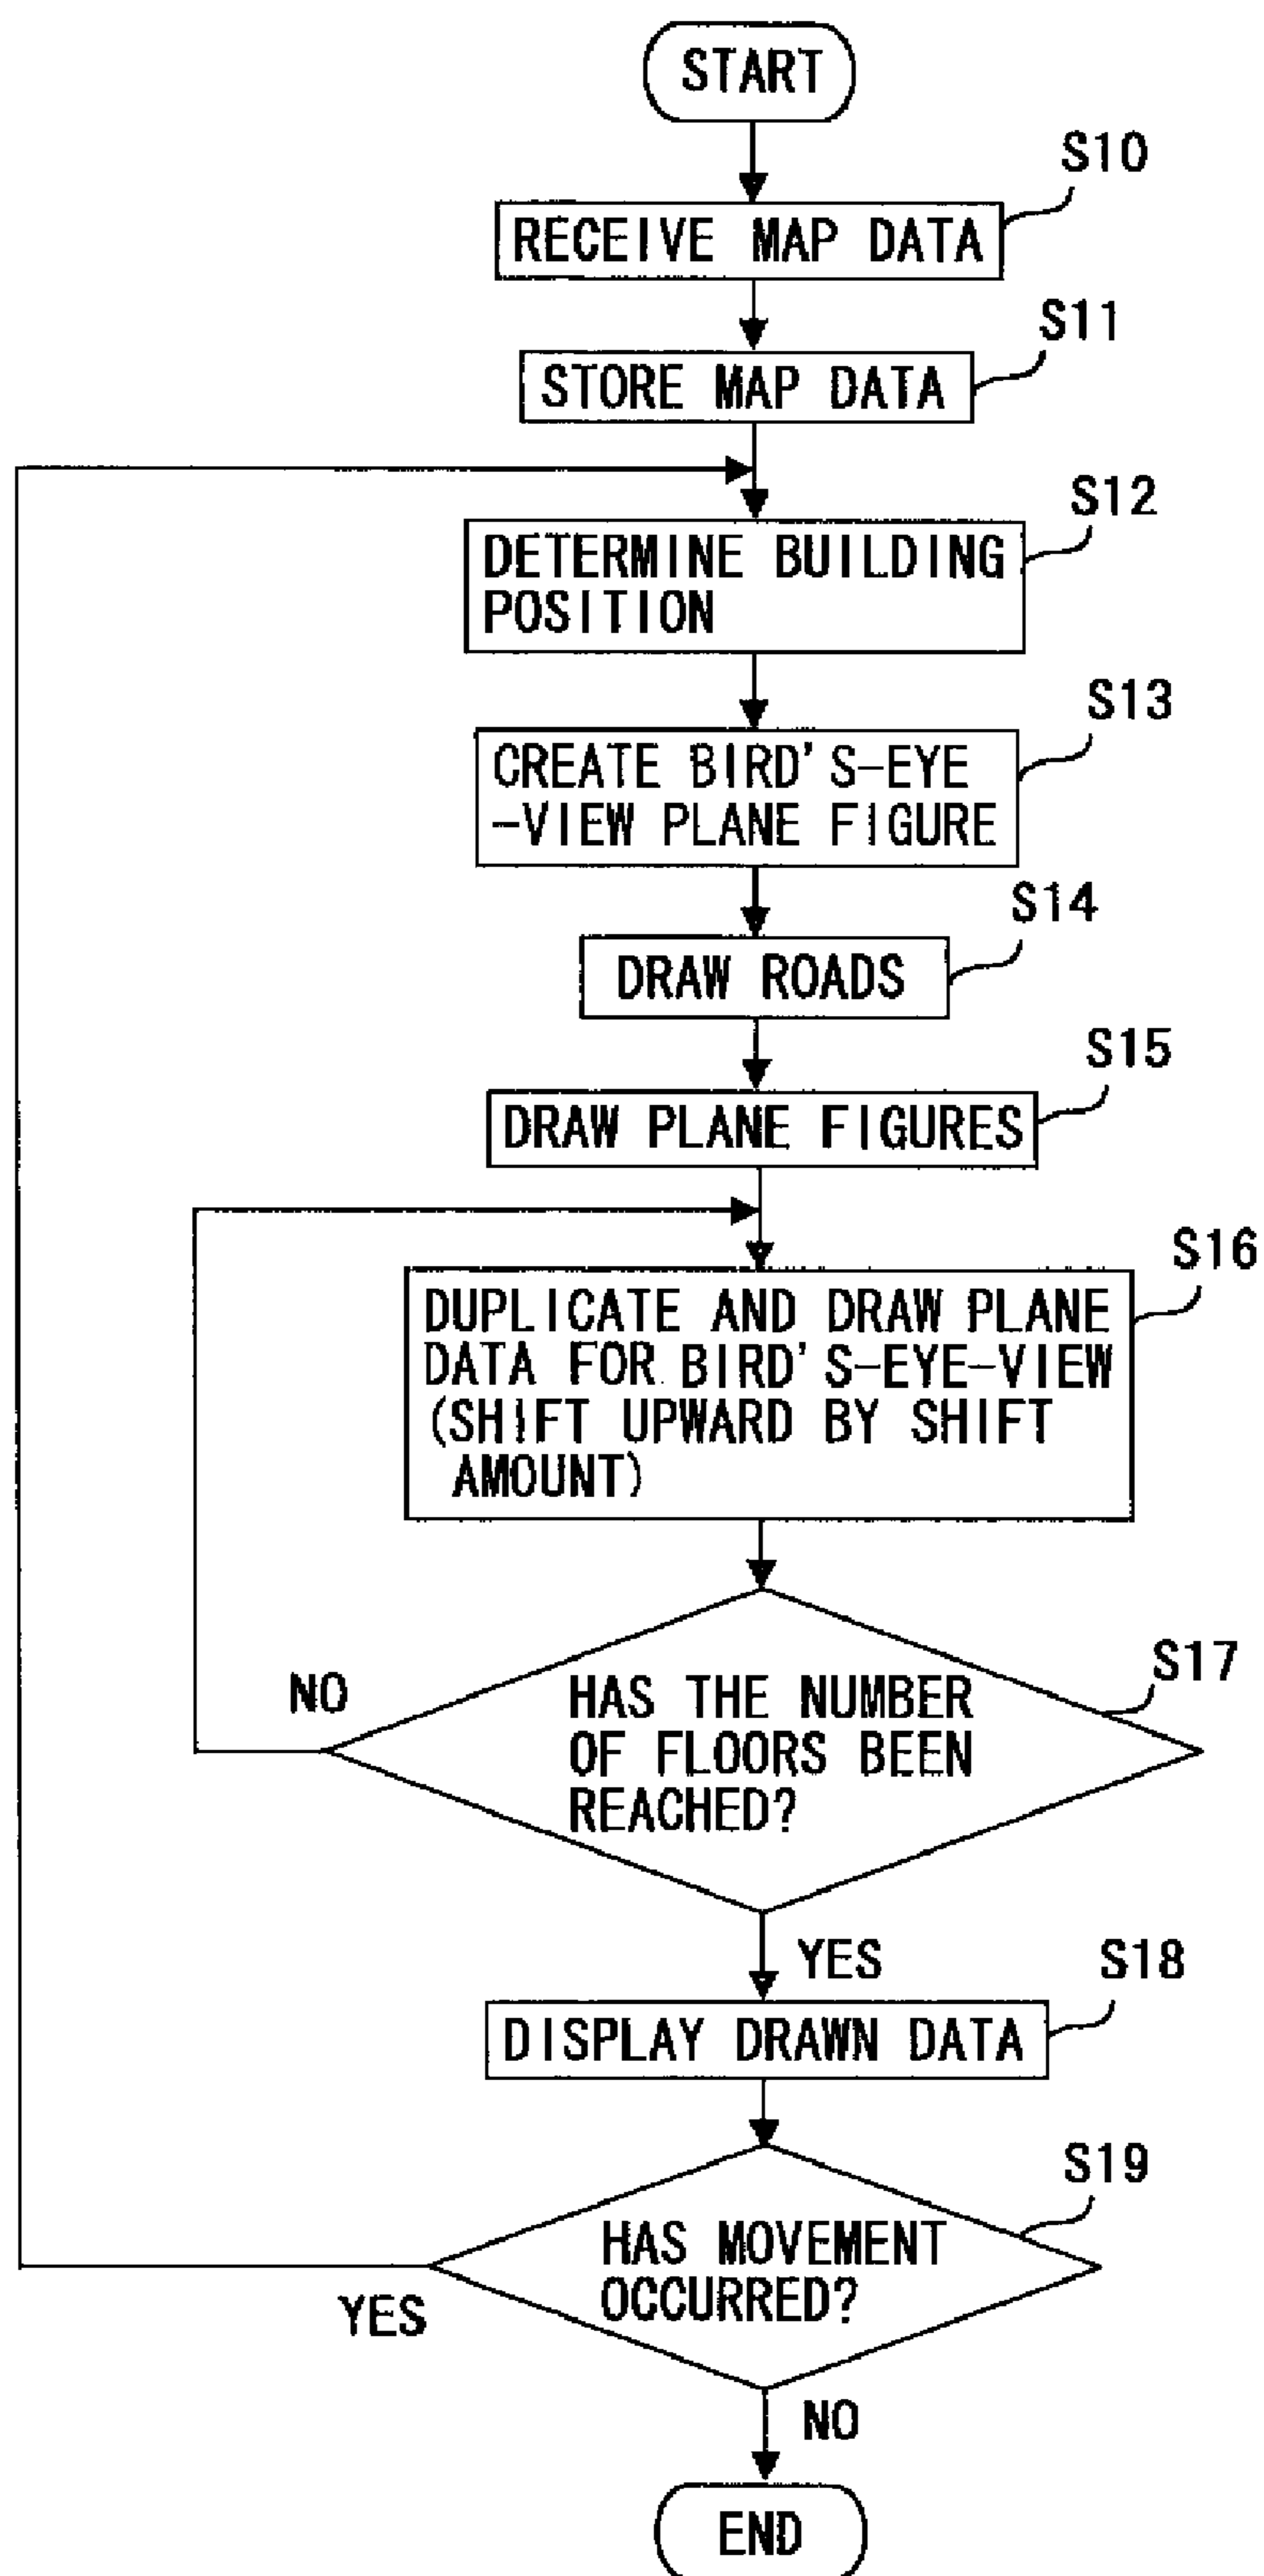 START
S10
RECEIVE MAP DATA
S11
STORE MAP DATA
S12
DETERMINE BUILDING
POSITION
S13
CREATE BIRD'S-EYE
-VIEW PLANE FIGURE
S14
DRAW ROADS
S15
DRAW PLANE FIGURES
S16
DUPLICATE AND DRAW PLANE
DATA FOR BIRD'S-EYE-VIEW
(SHIFT UPWARD BY SHIFT
AMOUNT)
S17
NO
HAS THE NUMBER
OF FLOORS BEEN
REACHED?
YES
S18
DISPLAY DRAWN DATA
S19
HAS MOVEMENT
OCCURRED?
YES
NO
END